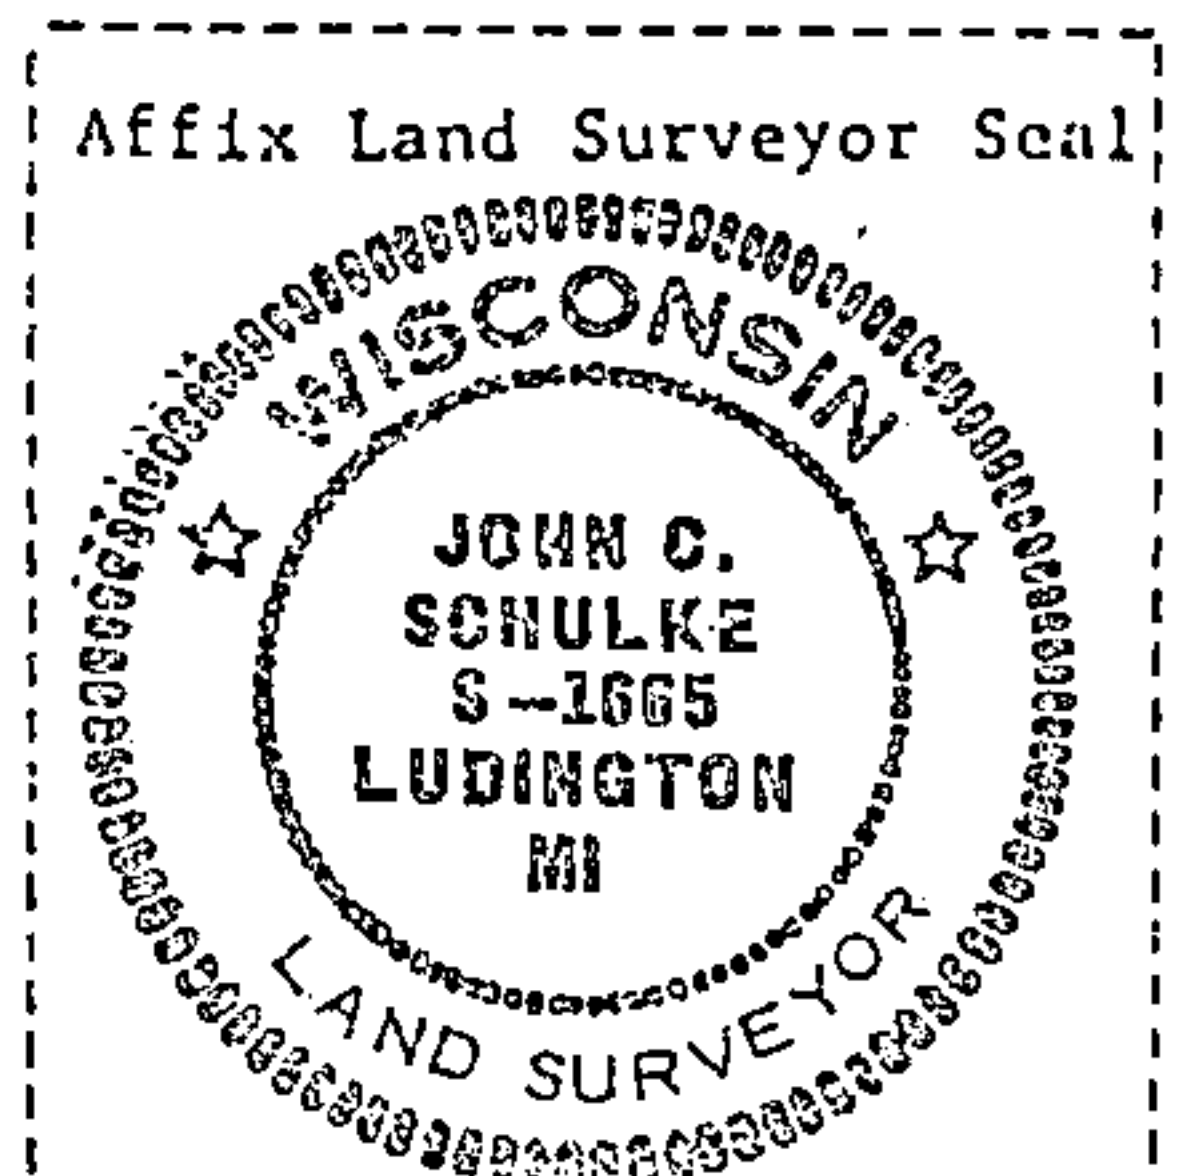 Affix Land Surveyor Seal
WISCONSIN
JOHN C.
SCHULKE
S-1665
LUDINGTON
MI
LAND SURVEYOR